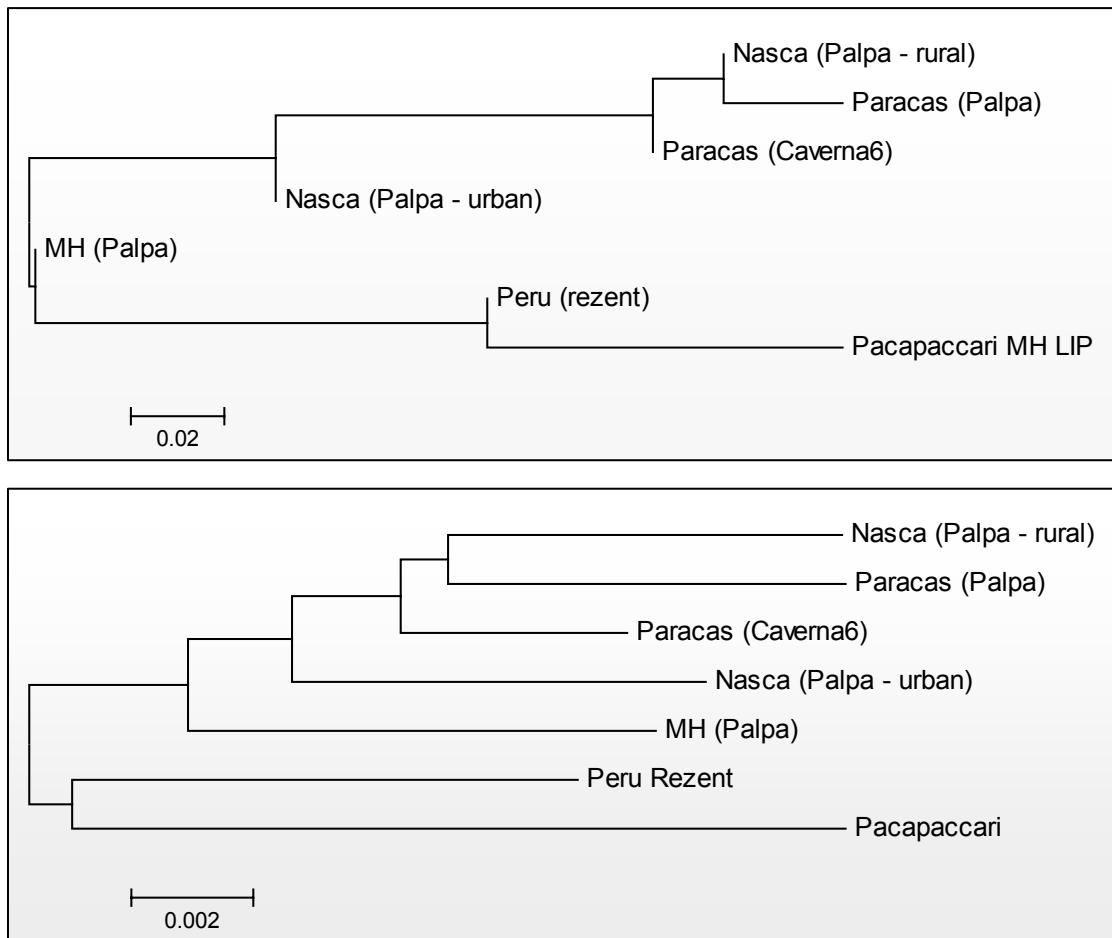 Nasca (Palpa - rural)
Paracas (Palpa)
Paracas (Caverna6)
Nasca (Palpa - urban)
MH (Palpa)
Peru (rezent)
Pacapaccari MH LIP
0.02
Nasca (Palpa - rural)
Paracas (Palpa)
Paracas (Caverna6)
Nasca (Palpa - urban)
MH (Palpa)
Peru Rezent
Pacapaccari
0.002